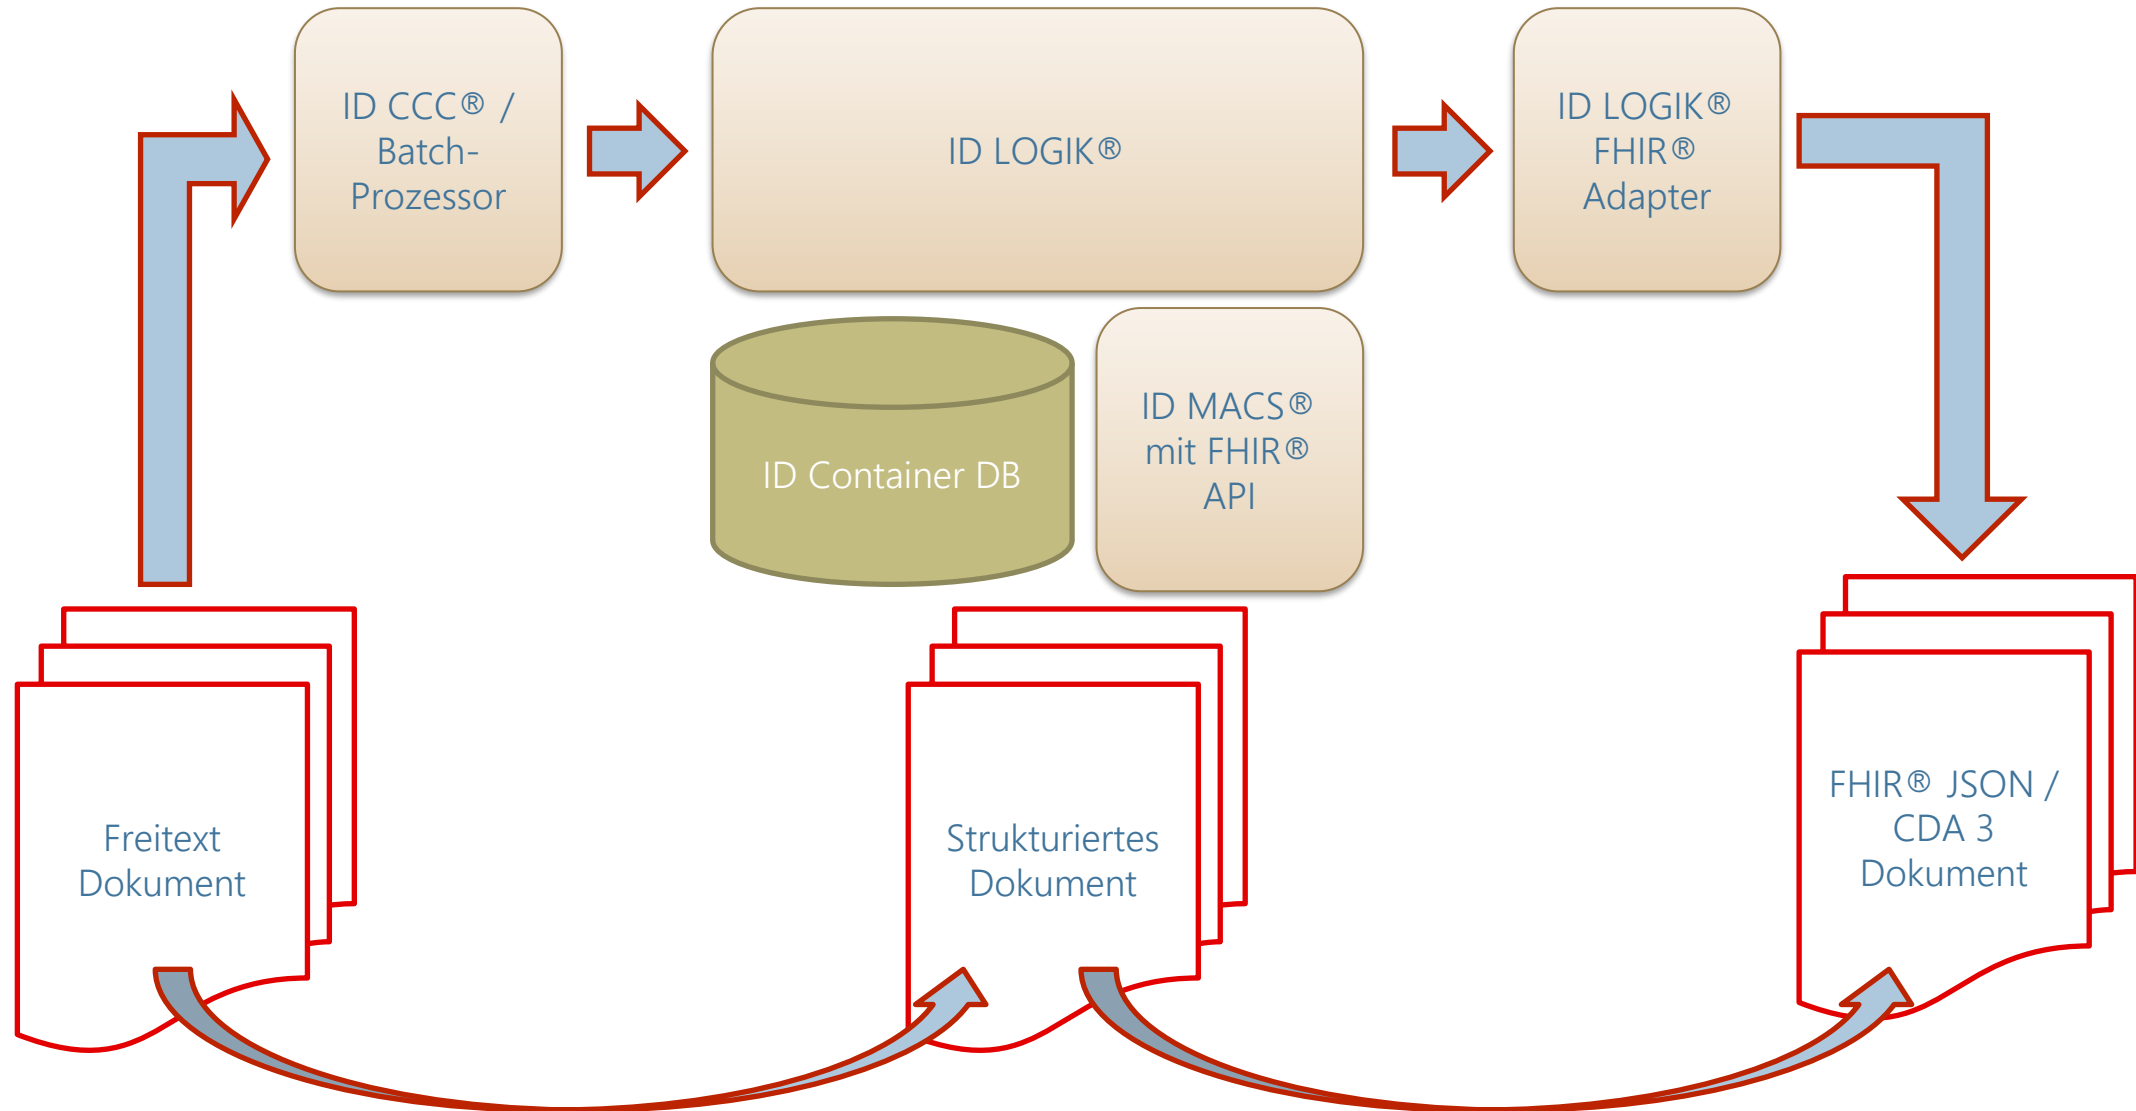 ID CCC® /
Batch-
Prozessor
ID LOGIK®
ID LOGIK®
FHIR®
Adapter
ID Container DB
ID MACS®
mit FHIR®
API
Freitext
Dokument
Strukturiertes
Dokument
FHIR® JSON /
CDA 3
Dokument